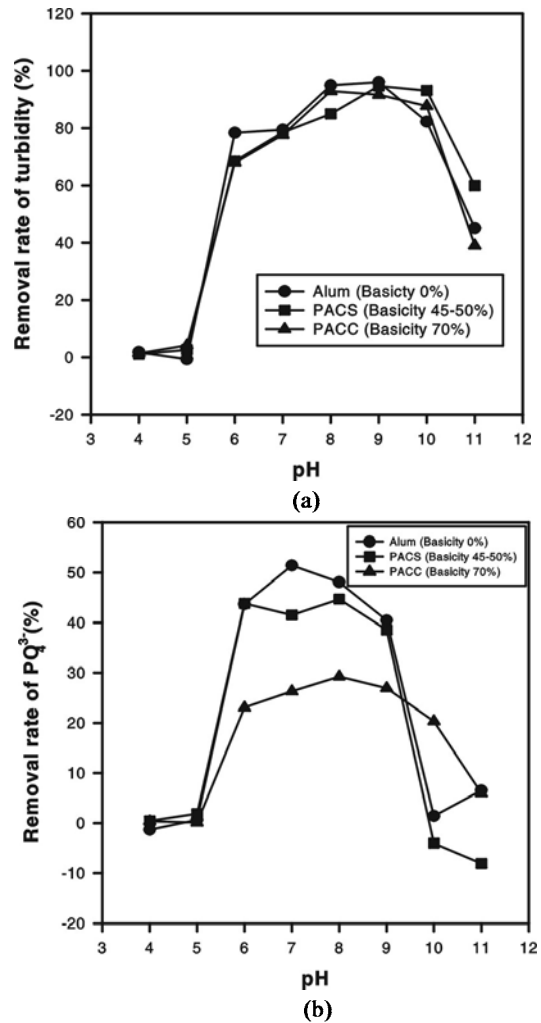 120
100
80
60
40
20
0
-20
Removal rate of turbidity (%)
Alum (Basicty 0%)
PACS (Basicity 45-50%)
PACC (Basicity 70%)
3 4 5 6 7 8 9 10 11 12
pH
(a)
60
50
40
30
20
10
0
-10
-20
Removal rate of PO₄³⁻(%)
Alum (Basicity 0%)
PACS (Basicity 45-50%)
PACC (Basicity 70%)
3 4 5 6 7 8 9 10 11 12
pH
(b)